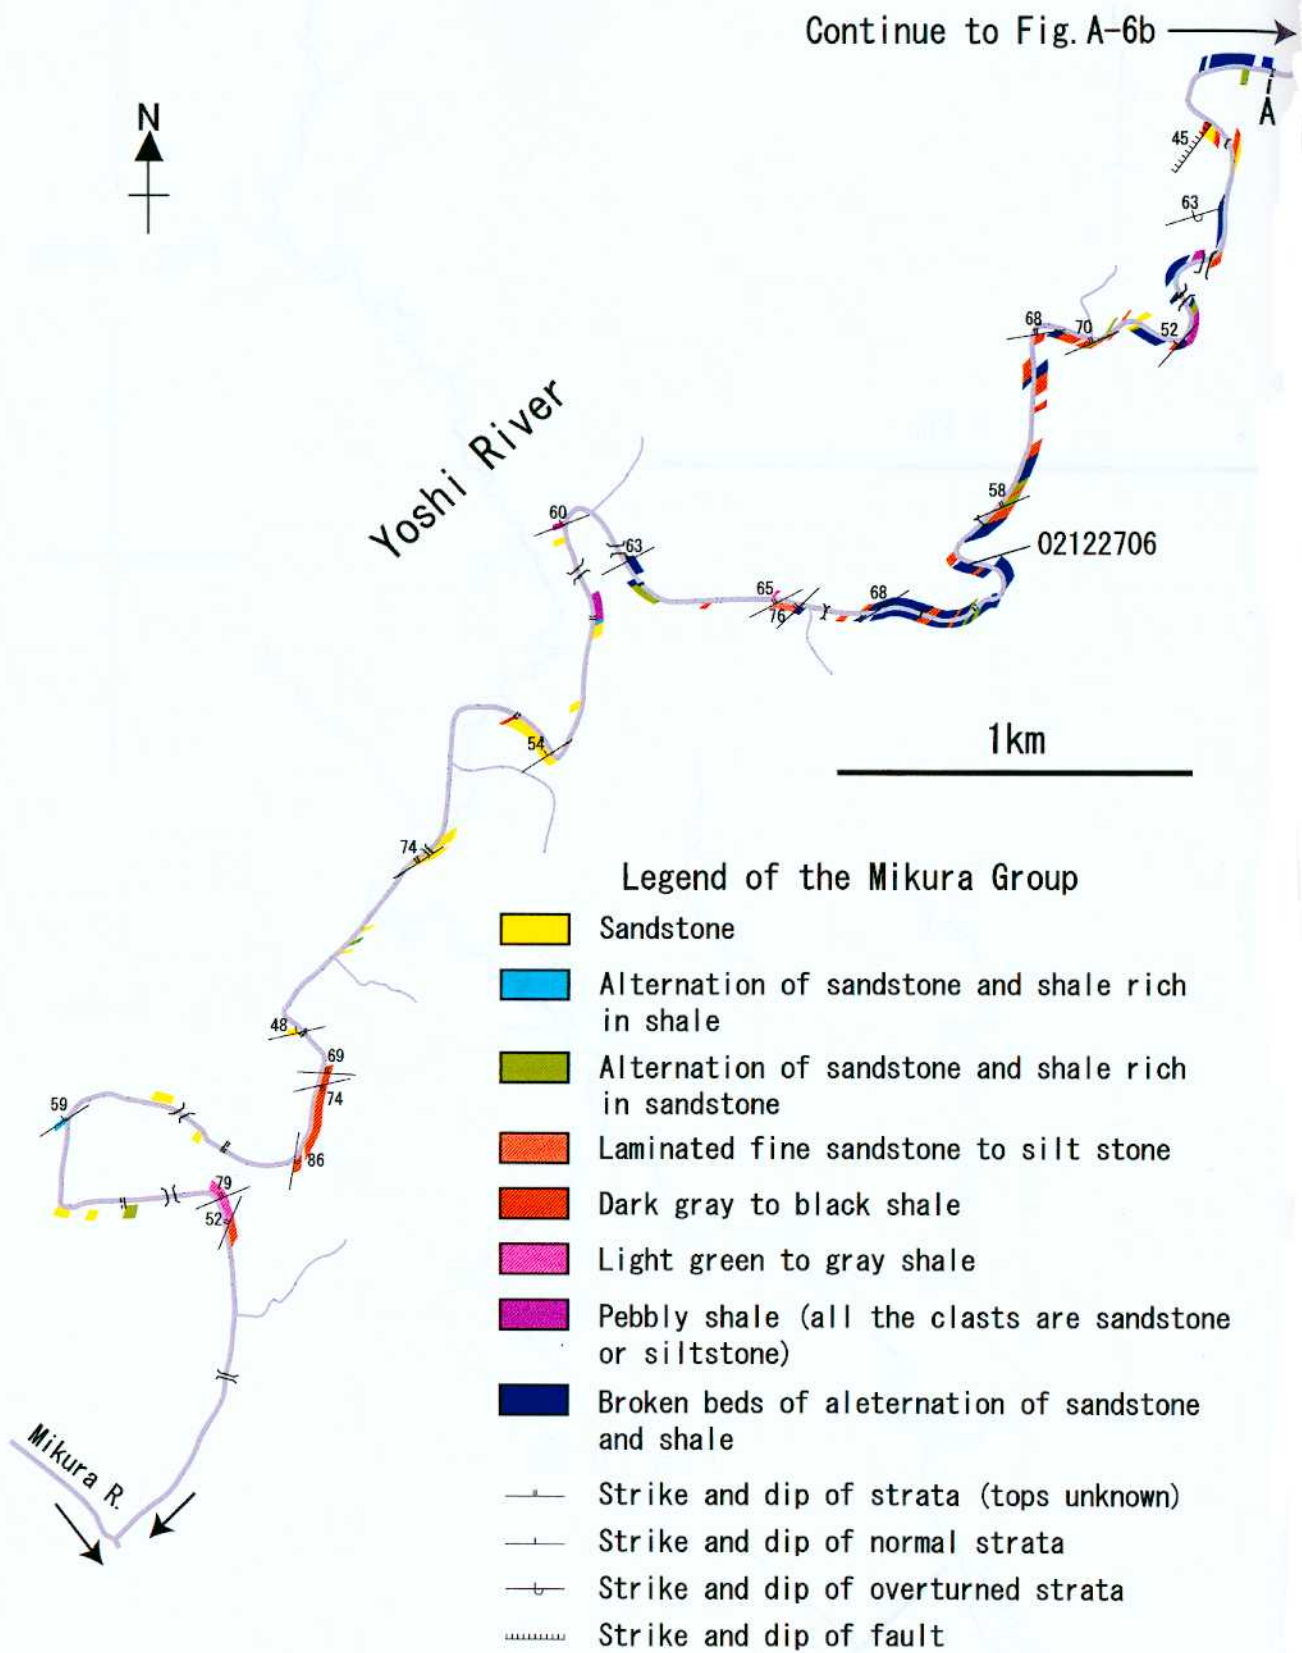 Continue to Fig. A-6b
N
A
45
63
68
70
52
Yoshi River
58
60
02122706
63
65
68
76
1km
54
74
Legend of the Mikura Group
Sandstone
Alternation of sandstone and shale rich
in shale
48
69
Alternation of sandstone and shale rich
in sandstone
74
59
Laminated fine sandstone to silt stone
86
79
Dark gray to black shale
52
Light green to gray shale
Pebbly shale (all the clasts are sandstone
or siltstone)
Broken beds of aleternation of sandstone
and shale
Mikura R.
Strike and dip of strata (tops unknown)
Strike and dip of normal strata
Strike and dip of overturned strata
Strike and dip of fault